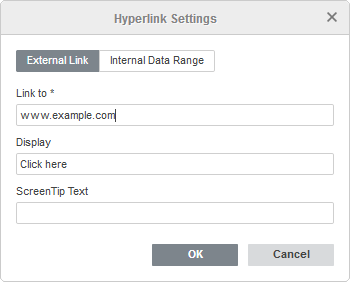 Hyperlink Settings
External Link
Internal Data Range
Link to *
www.example.com
Display
Click here
ScreenTip Text
OK
Cancel